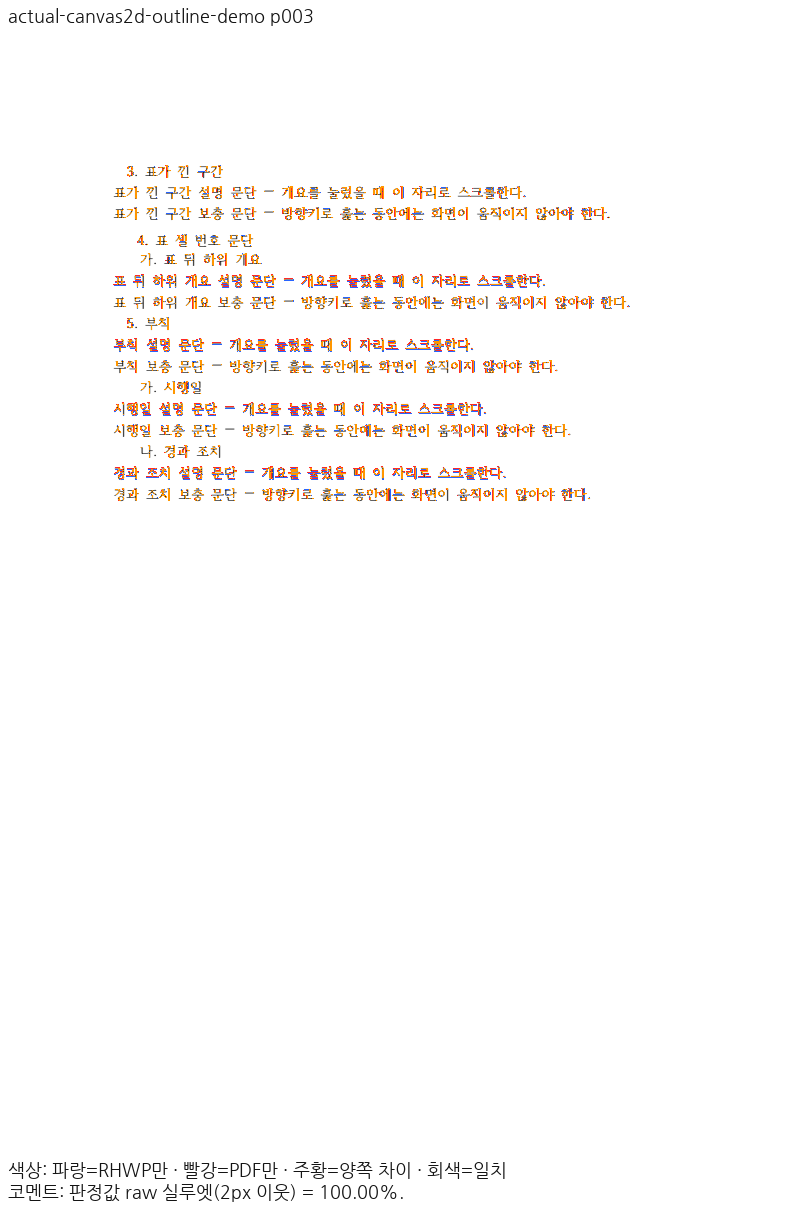 actual-canvas2d-outline-demo p003
3. 표가 낀 구간
표가 낀 구간 설명 문단 — 개요를 눌렀을 때 이 자리로 스크롤한다.
표가 낀 구간 보충 문단 — 방향키로 훑는 동안에는 화면이 움직이지 않아야 한다.
4. 표 셀 번호 문단
가. 표 뒤 하위 개요
표 뒤 하위 개요 설명 문단 — 개요를 눌렀을 때 이 자리로 스크롤한다.
표 뒤 하위 개요 보충 문단 — 방향키로 훑는 동안에는 화면이 움직이지 않아야 한다.
5. 부칙
부칙 설명 문단 — 개요를 눌렀을 때 이 자리로 스크롤한다.
부칙 보충 문단 — 방향키로 훑는 동안에는 화면이 움직이지 않아야 한다.
가. 시행일
시행일 설명 문단 — 개요를 눌렀을 때 이 자리로 스크롤한다.
시행일 보충 문단 — 방향키로 훑는 동안에는 화면이 움직이지 않아야 한다.
나. 경과 조치
경과 조치 설명 문단 — 개요를 눌렀을 때 이 자리로 스크롤한다.
경과 조치 보충 문단 — 방향키로 훑는 동안에는 화면이 움직이지 않아야 한다.
색상: 파랑=RHWP만 · 빨강=PDF만 · 주황=양쪽 차이 · 회색=일치
코멘트: 판정값 raw 실루엣(2px 이웃) = 100.00%.